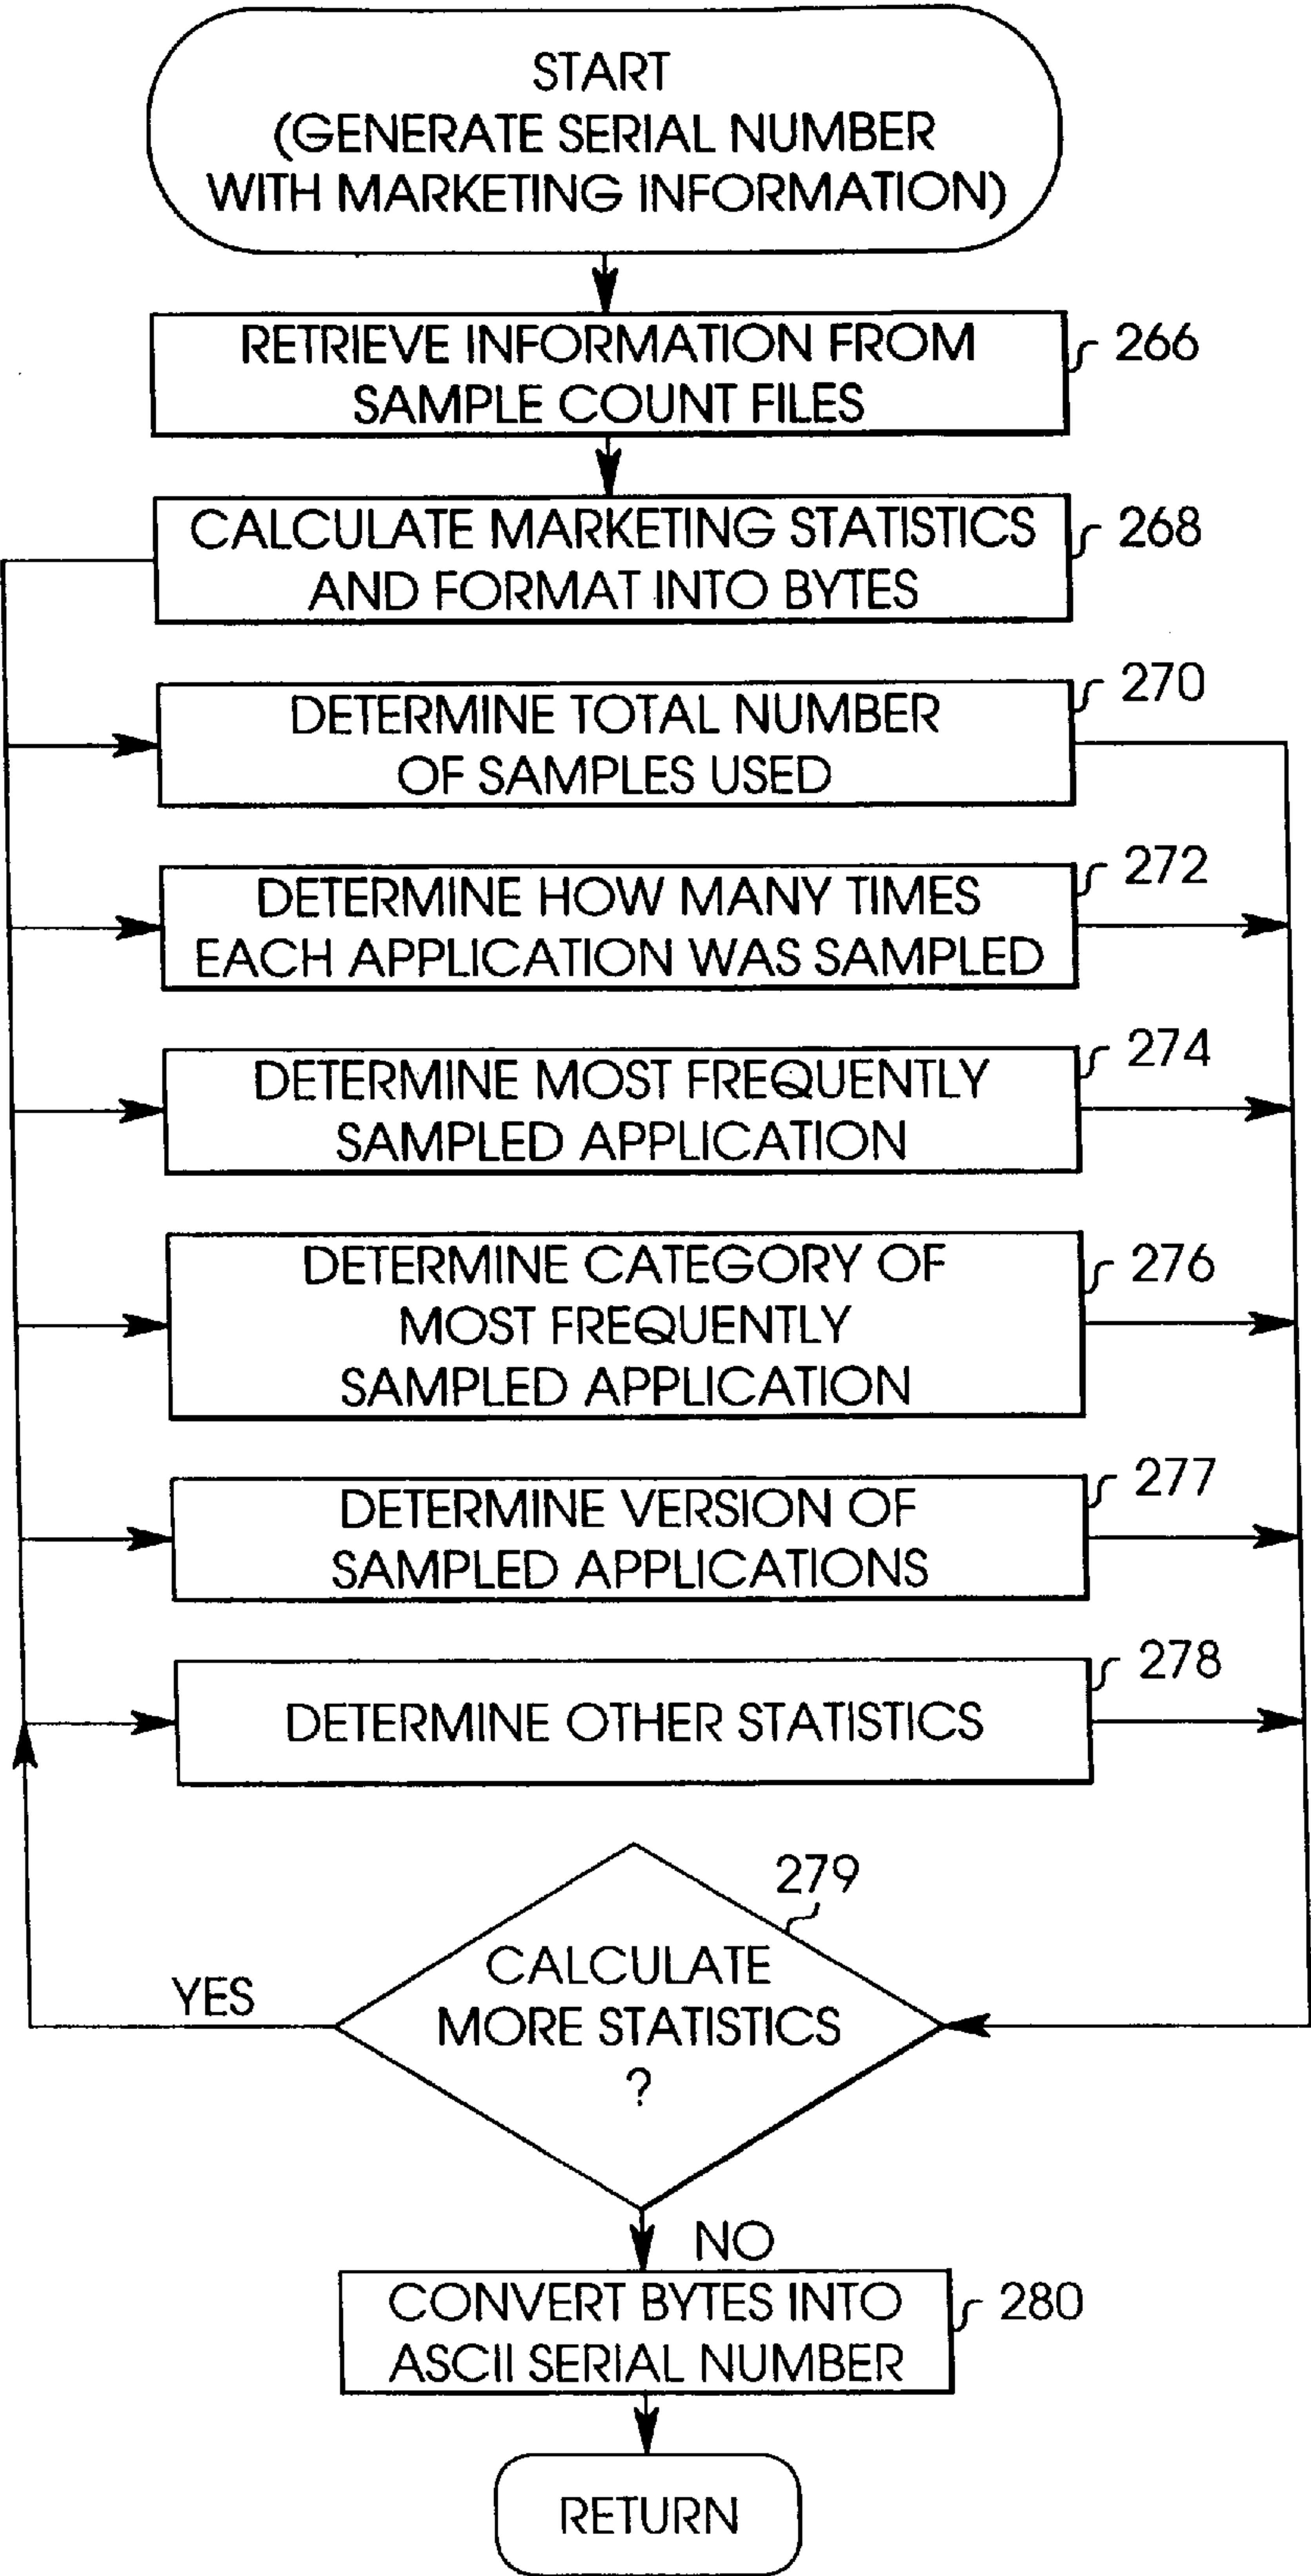 START
(GENERATE SERIAL NUMBER
WITH MARKETING INFORMATION)
RETRIEVE INFORMATION FROM
SAMPLE COUNT FILES
266
CALCULATE MARKETING STATISTICS
AND FORMAT INTO BYTES
268
DETERMINE TOTAL NUMBER
OF SAMPLES USED
270
DETERMINE HOW MANY TIMES
EACH APPLICATION WAS SAMPLED
272
DETERMINE MOST FREQUENTLY
SAMPLED APPLICATION
274
DETERMINE CATEGORY OF
MOST FREQUENTLY
SAMPLED APPLICATION
276
DETERMINE VERSION OF
SAMPLED APPLICATIONS
277
DETERMINE OTHER STATISTICS
278
279
CALCULATE
MORE STATISTICS
?
YES
NO
CONVERT BYTES INTO
ASCII SERIAL NUMBER
280
RETURN